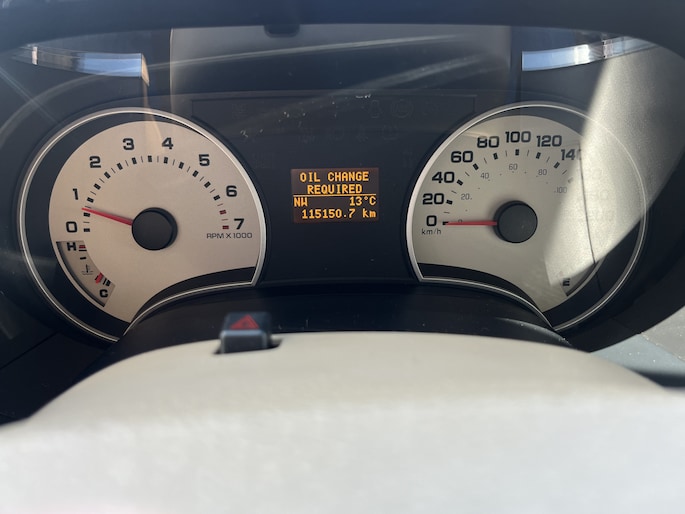 0 1 2 3 4 5 6 7
RPM X 1000
H
C
OIL CHANGE
REQUIRED
NW 13°C
115150.7 km
0 20 40 60 80 100 120 140
km/h
E